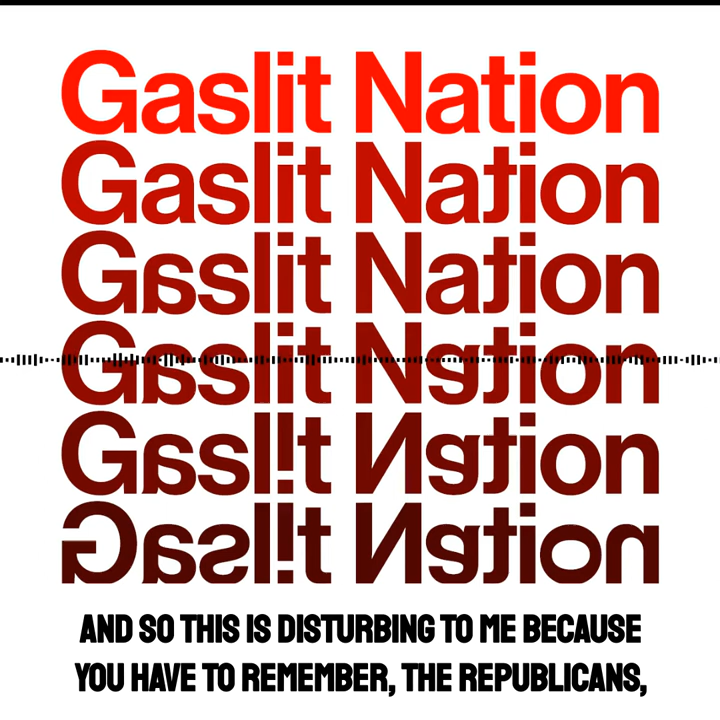 Gaslit Nation
Gaslit Nation
Gaslit Nation
Gaslit Nation
Gaslit Nation
Gaslit Nation
AND SO THIS IS DISTURBING TO ME BECAUSE
YOU HAVE TO REMEMBER, THE REPUBLICANS,